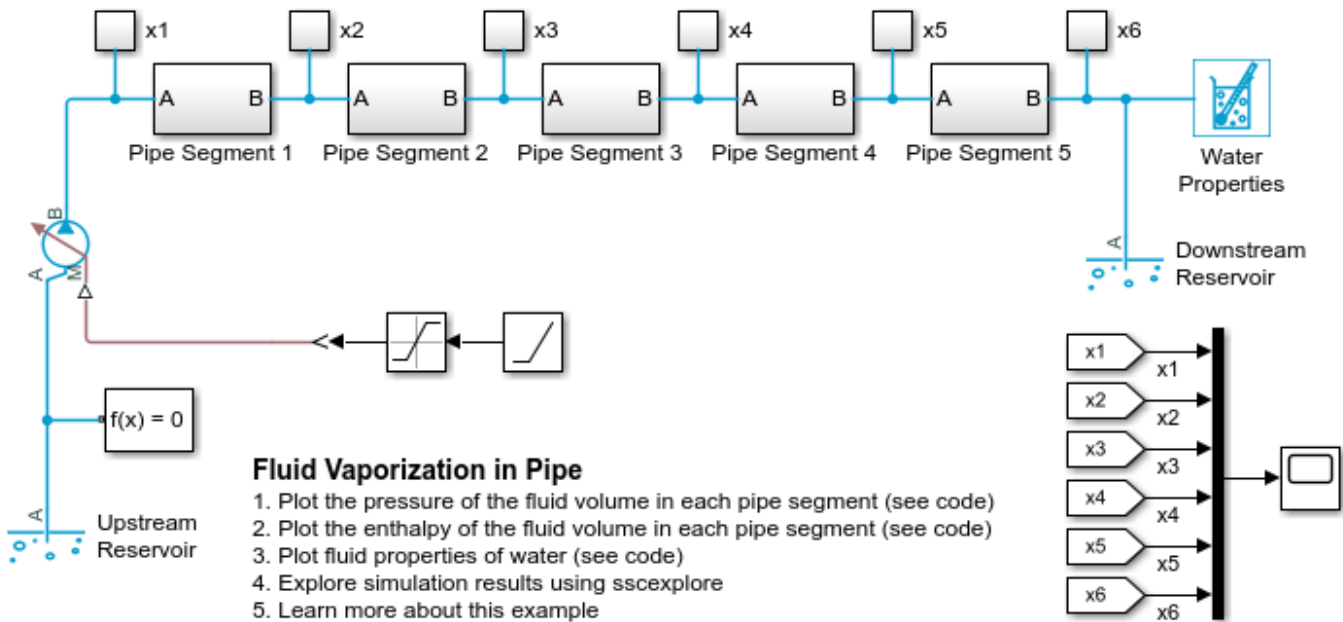 x1 x2 x3 x4 x5 x6
A B A B A B A B A B
Pipe Segment 1 Pipe Segment 2 Pipe Segment 3 Pipe Segment 4 Pipe Segment 5
Water
Properties
B
A M
A
Downstream
Reservoir
f(x) = 0
A
Upstream
Reservoir
Fluid Vaporization in Pipe
1. Plot the pressure of the fluid volume in each pipe segment (see code)
2. Plot the enthalpy of the fluid volume in each pipe segment (see code)
3. Plot fluid properties of water (see code)
4. Explore simulation results using sscexplore
5. Learn more about this example
x1 x1
x2 x2
x3 x3
x4 x4
x5 x5
x6 x6